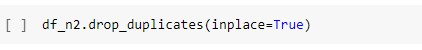 [ ] df_n2.drop_duplicates(inplace=True)